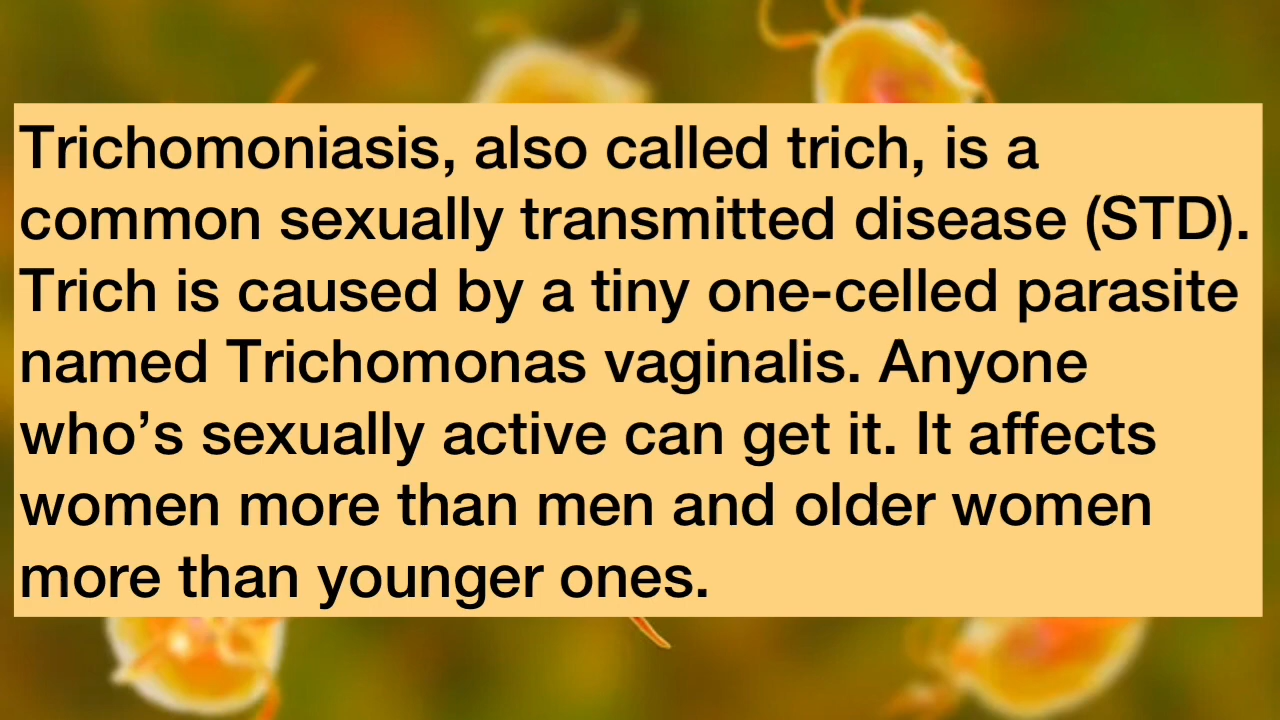 Trichomoniasis, also called trich, is a
common sexually transmitted disease (STD).
Trich is caused by a tiny one-celled parasite
named Trichomonas vaginalis. Anyone
who’s sexually active can get it. It affects
women more than men and older women
more than younger ones.